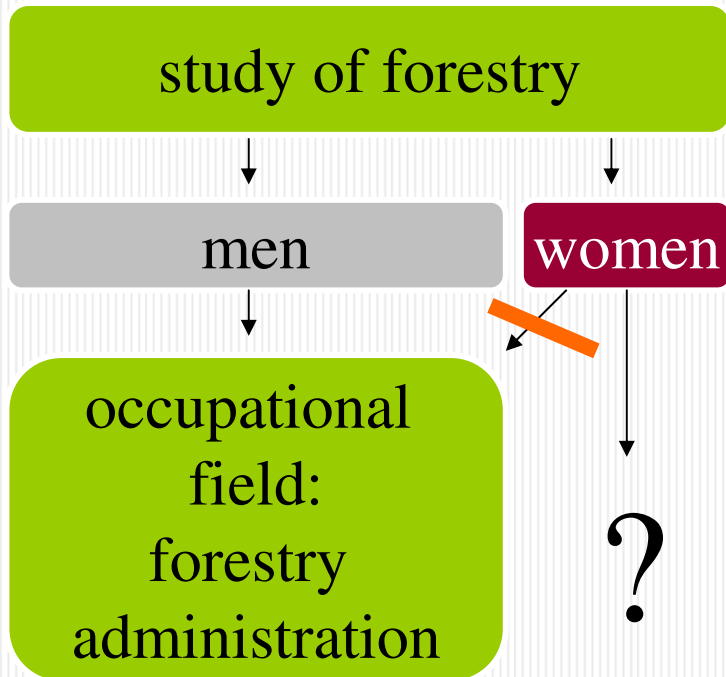 study of forestry
men
women
occupational
field:
forestry
administration
?